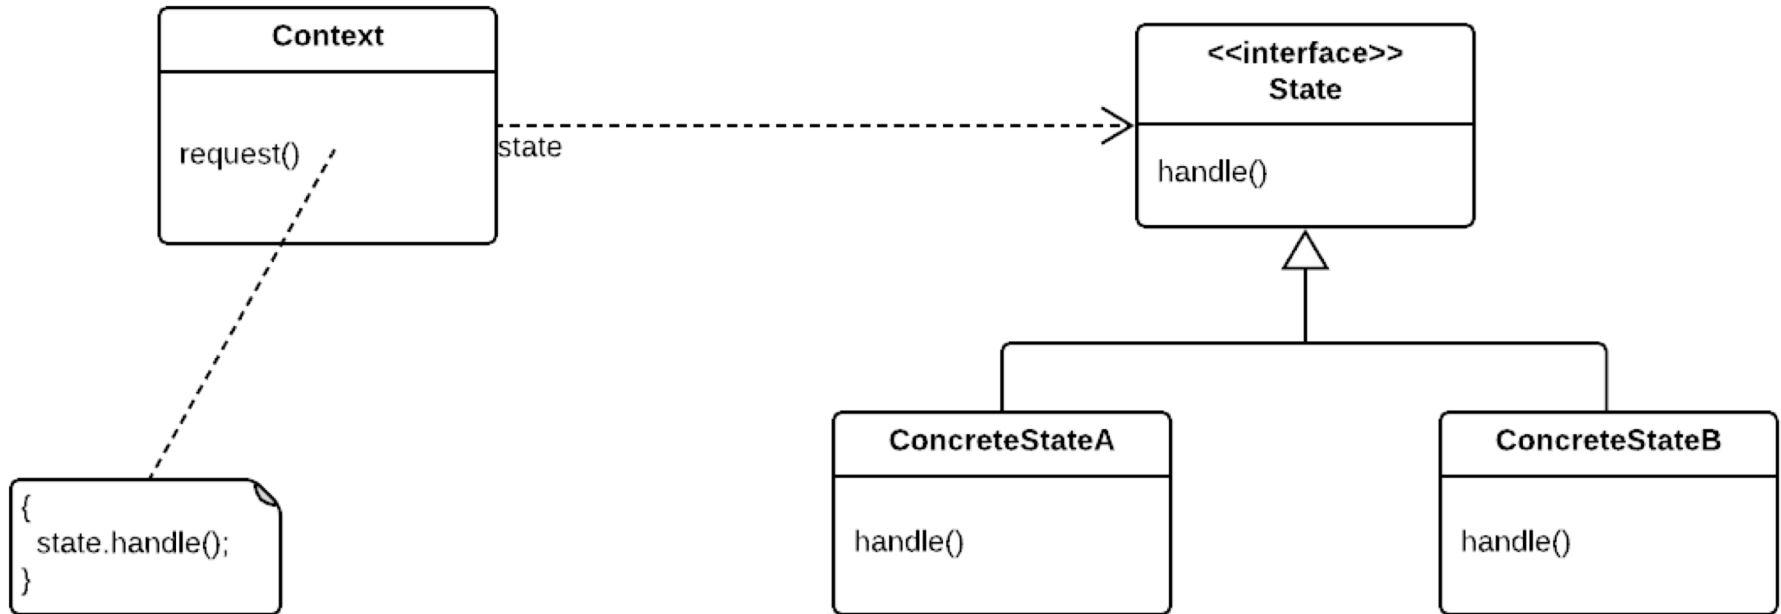 Context
request()
state
<<interface>>
State
handle()
{
state.handle();
}
ConcreteStateA
handle()
ConcreteStateB
handle()